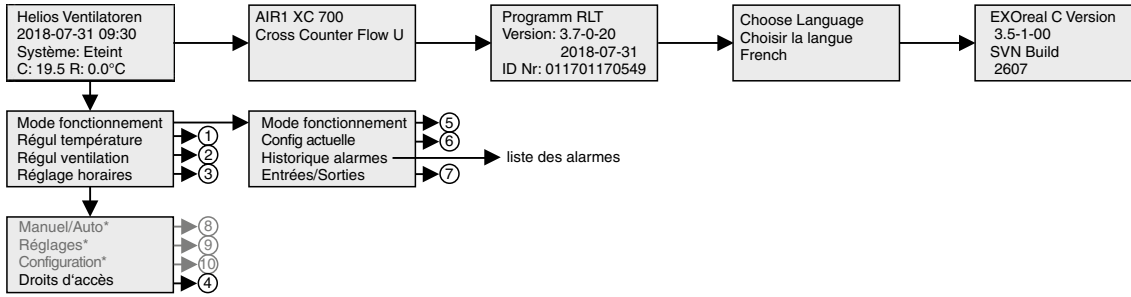 Helios Ventilatoren
2018-07-31 09:30
Système: Eteint
C: 19.5 R: 0.0°C
AIR1 XC 700
Cross Counter Flow U
Programm RLT
Version: 3.7-0-20
2018-07-31
ID Nr: 011701170549
Choose Language
Choisir la langue
French
EXOreal C Version
3.5-1-00
SVN Build
2607
Mode fonctionnement
Régul température 1
Régul ventilation 2
Réglage horaires 3
Mode fonctionnement 5
Config actuelle 6
Historique alarmes liste des alarmes
Entrées/Sorties 7
Manuel/Auto* 8
Réglages* 9
Configuration* 10
Droits d‘accès 4